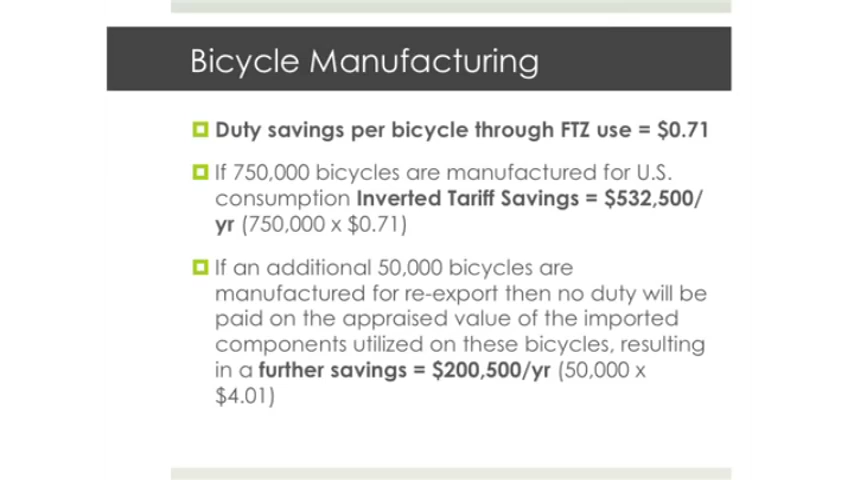 Bicycle Manufacturing
Duty savings per bicycle through FTZ use = $0.71
If 750,000 bicycles are manufactured for U.S.
consumption Inverted Tariff Savings = $532,500/
yr (750,000 x $0.71)
If an additional 50,000 bicycles are
manufactured for re-export then no duty will be
paid on the appraised value of the imported
components utilized on these bicycles, resulting
in a further savings = $200,500/yr (50,000 x
$4.01)